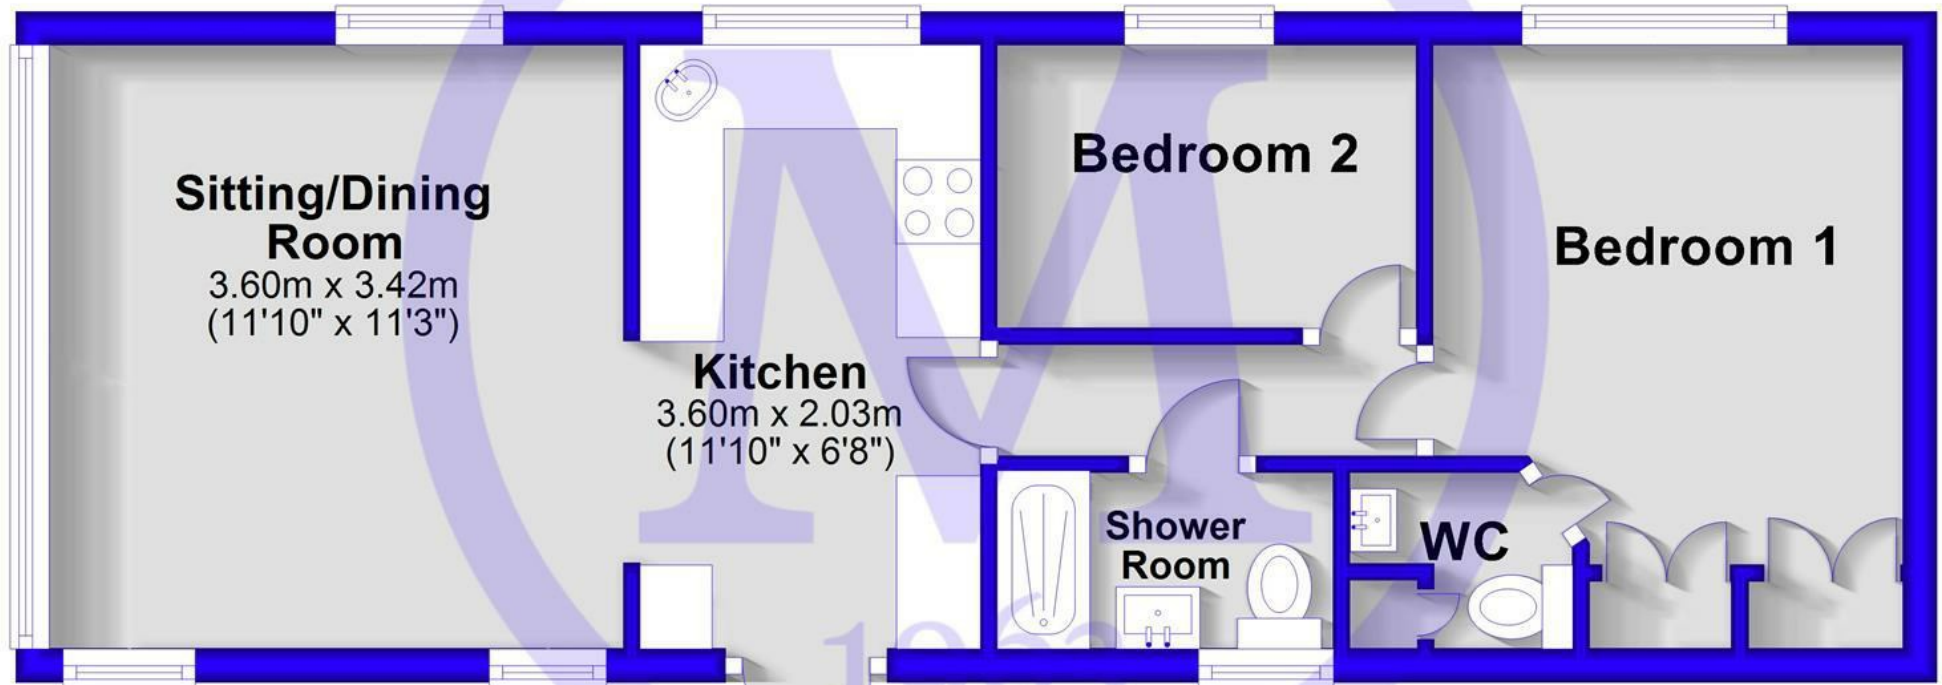 Sitting/Dining
Room
3.60m x 3.42m
(11'10" x 11'3")
Kitchen
3.60m x 2.03m
(11'10" x 6'8")
Bedroom 2
Bedroom 1
Shower
Room
WC
M